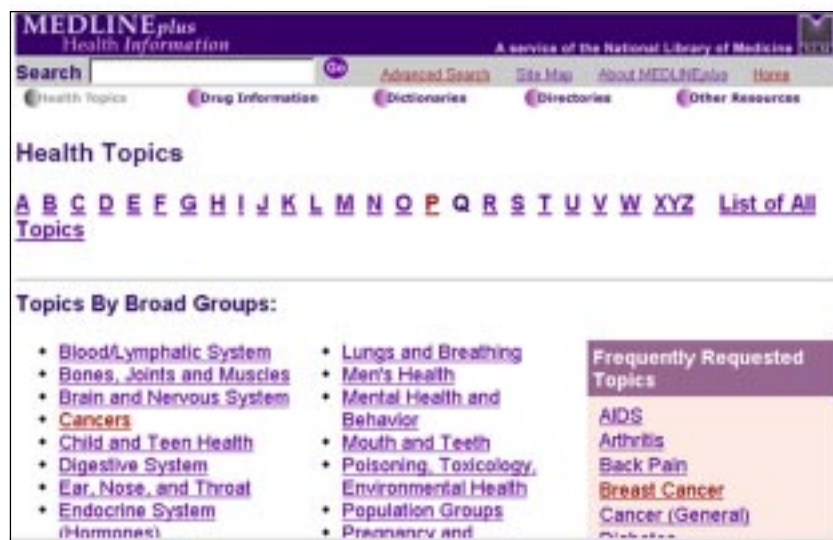 MEDLINEplus
Health Information
A service of the National Library of Medicine
Search Go Advanced Search Site Map About MEDLINEplus Home
Health Topics Drug Information Dictionaries Directories Other Resources
Health Topics
A B C D E F G H I J K L M N O P Q R S T U V W XYZ List of All
Topics
Topics By Broad Groups:
Blood/Lymphatic System
Bones, Joints and Muscles
Brain and Nervous System
Cancers
Child and Teen Health
Digestive System
Ear, Nose, and Throat
Endocrine System
(Hormones)
Lungs and Breathing
Men's Health
Mental Health and
Behavior
Mouth and Teeth
Poisoning, Toxicology,
Environmental Health
Population Groups
Pregnancy and
Frequently Requested
Topics
AIDS
Arthritis
Back Pain
Breast Cancer
Cancer (General)
Diabetes